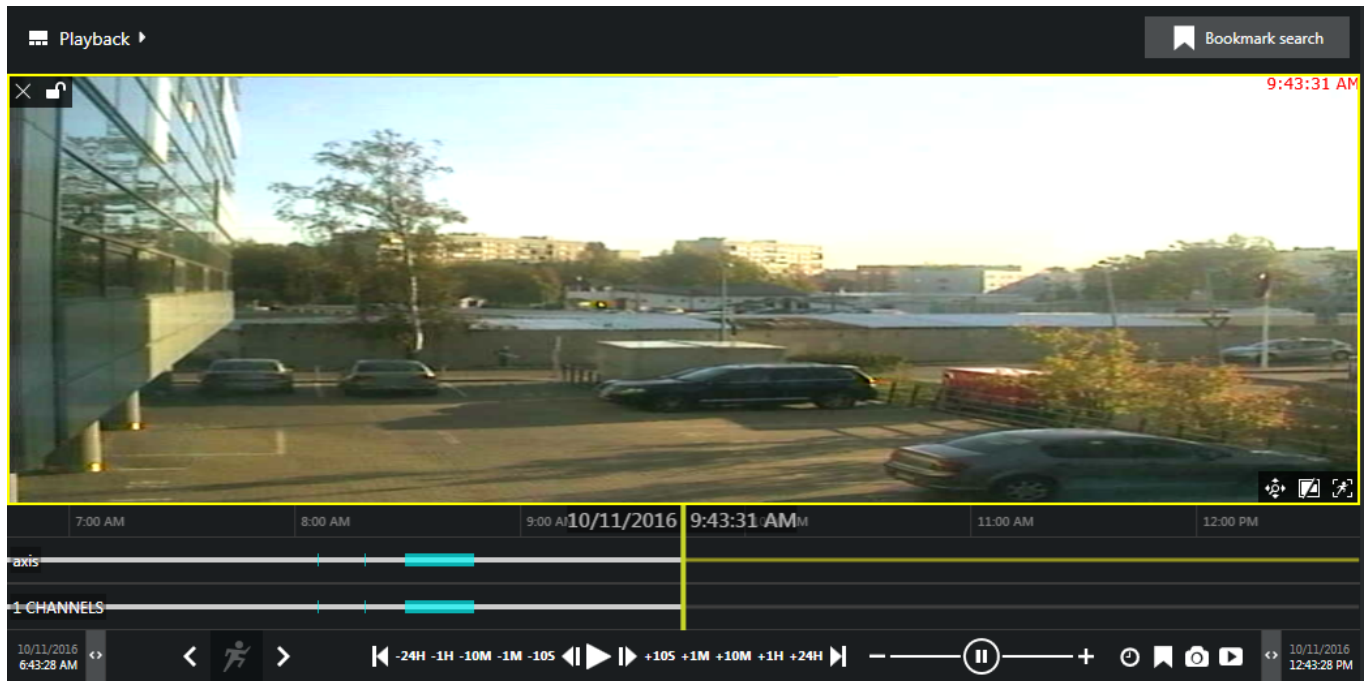 Playback
Bookmark search
9:43:31 AM
7:00 AM 8:00 AM 9:00 A 10/11/2016 9:43:31 AM M 11:00 AM 12:00 PM
axis
1 CHANNELS
10/11/2016 6:43:28 AM
-24H -1H -10M -1M -10S +10S +1M +10M +1H +24H
10/11/2016 12:43:28 PM